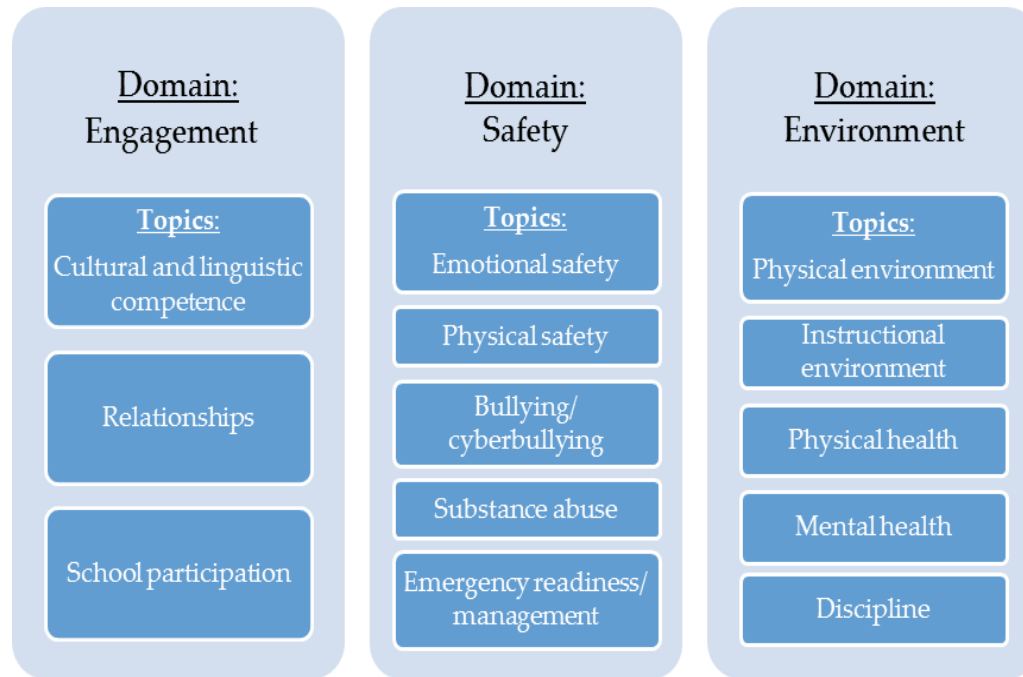 Domain:
Engagement
Topics:
Cultural and linguistic
competence
Relationships
School participation
Domain:
Safety
Topics:
Emotional safety
Physical safety
Bullying/
cyberbullying
Substance abuse
Emergency readiness/
management
Domain:
Environment
Topics:
Physical environment
Instructional
environment
Physical health
Mental health
Discipline